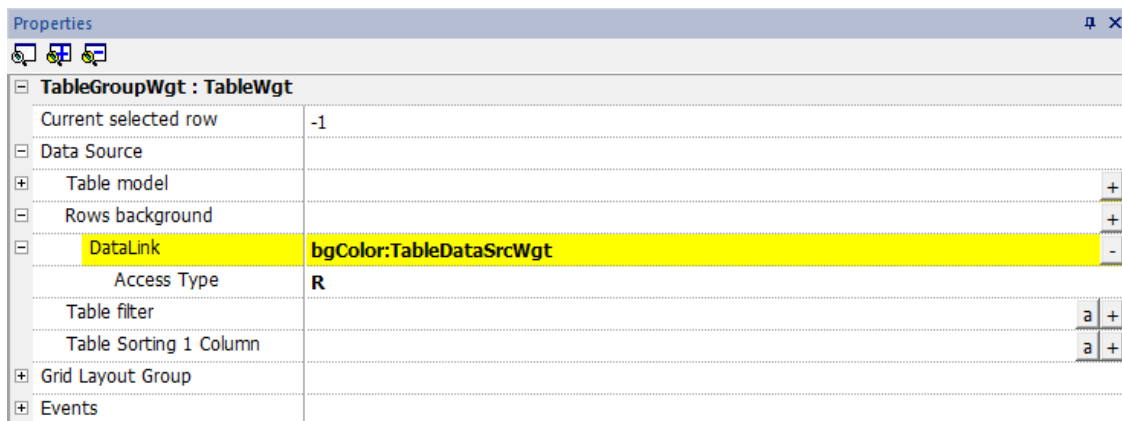 Properties
TableGroupWgt : TableWgt
Current selected row -1
Data Source
Table model +
Rows background +
DataLink bgColor:TableDataSrcWgt -
Access Type R
Table filter a +
Table Sorting 1 Column a +
Grid Layout Group
Events